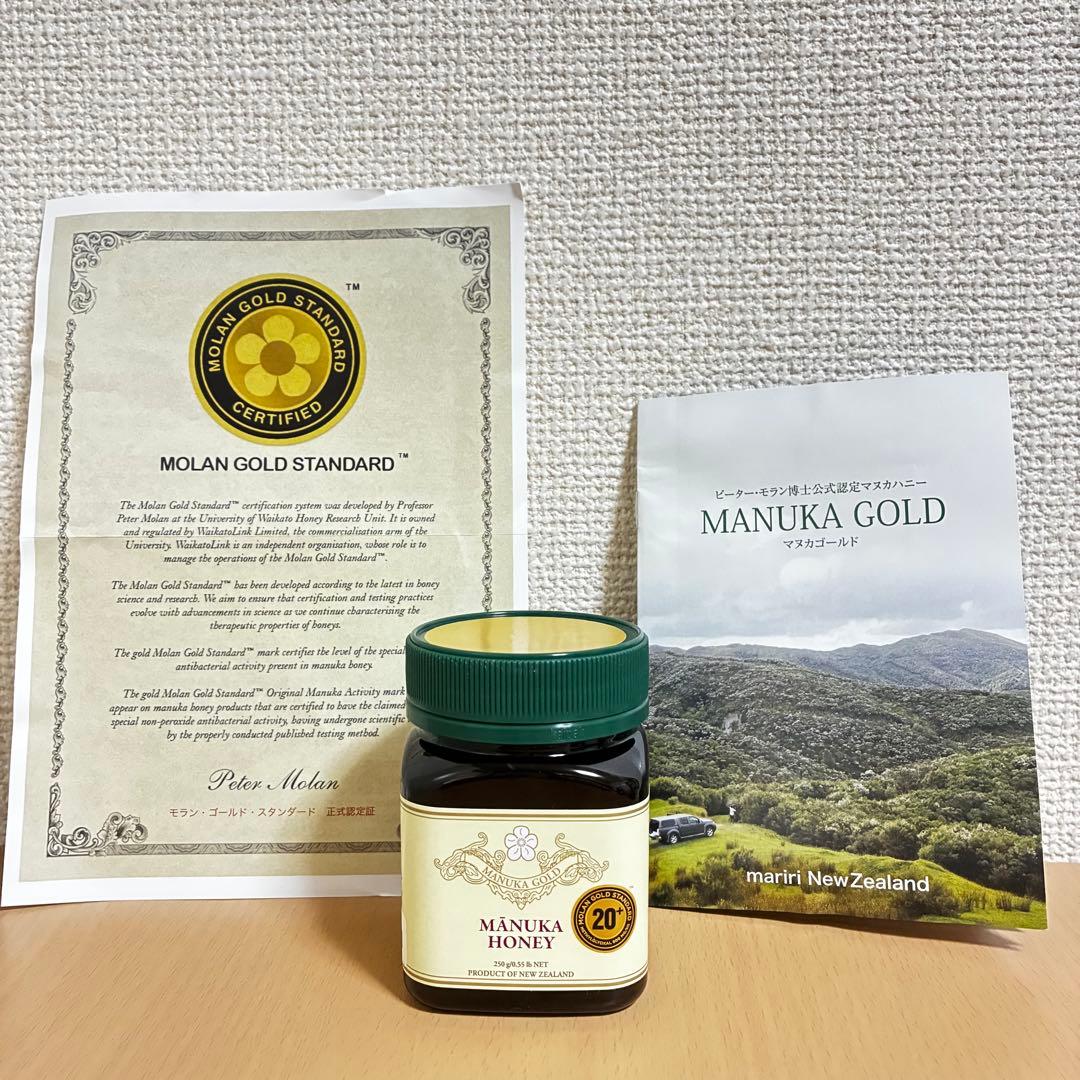 MOLAN GOLD STANDARD
CERTIFIED
TM
MOLAN GOLD STANDARD™
The Molan Gold Standard™ certification system was developed by Professor
Peter Molan at the University of Waikato Honey Research Unit. It is owned
and regulated by WaikatoLink Limited, the commercialisation arm of the
University. WaikatoLink is an independent organisation, whose role is to
manage the operations of the Molan Gold Standard™.
The Molan Gold Standard™ has been developed according to the latest in honey
science and research. We aim to ensure that certification and testing practices
evolve with advancements in science as we continue characterising the
therapeutic properties of honeys.
The gold Molan Gold Standard™ mark certifies the level of the special
antibacterial activity present in manuka honey.
The gold Molan Gold Standard™ Original Manuka Activity mark
appear on manuka honey products that are certified to have the claimed
special non-peroxide antibacterial activity, having undergone scientific
by the properly conducted published testing method.
Peter Molan
モラン・ゴールド・スタンダード 正式認定証
MANUKA GOLD
MĀNUKA
HONEY
MOLAN GOLD STANDARD
20+
250 g/0.55 lb NET
PRODUCT OF NEW ZEALAND
ピーター・モラン博士公式認定マヌカハニー
MANUKA GOLD
マヌカゴールド
mariri New Zealand